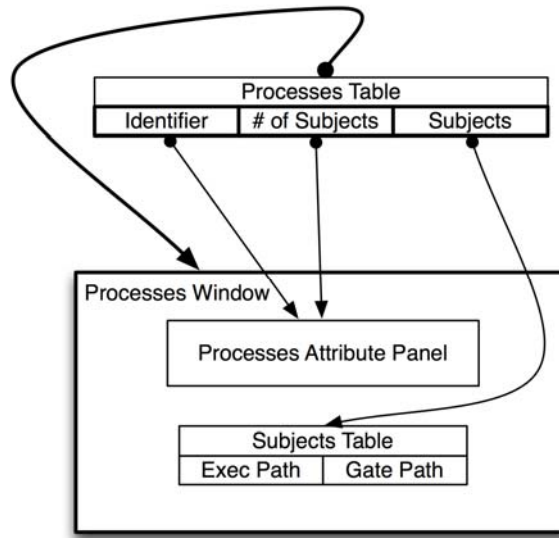 Processes Table
Identifier # of Subjects Subjects
Processes Window
Processes Attribute Panel
Subjects Table
Exec Path Gate Path